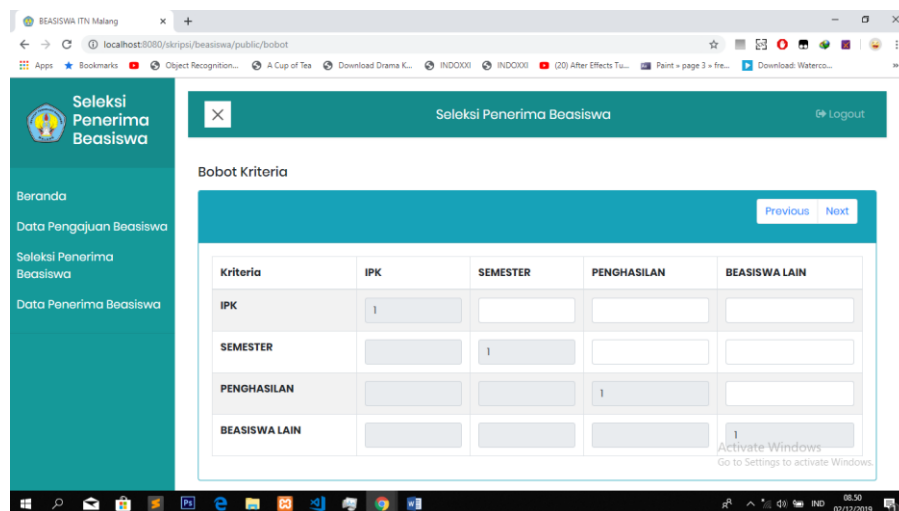 BEASISWA ITN Malang
localhost:8080/skripsi/beasiswa/public/bobot
Apps Bookmarks Object Recognition... A Cup of Tea Download Drama K... INDOXXI INDOXXI (20) After Effects Tu... Paint » page 3 » fre... Download: Waterco...
Seleksi
Penerima
Beasiswa
Seleksi Penerima Beasiswa
Logout
Beranda
Data Pengajuan Beasiswa
Seleksi Penerima
Beasiswa
Data Penerima Beasiswa
Bobot Kriteria
Previous Next
Kriteria IPK SEMESTER PENGHASILAN BEASISWA LAIN
IPK 1
SEMESTER 1
PENGHASILAN 1
BEASISWA LAIN 1
Activate Windows
Go to Settings to activate Windows.
Ps
IND
08.50
02/12/2019